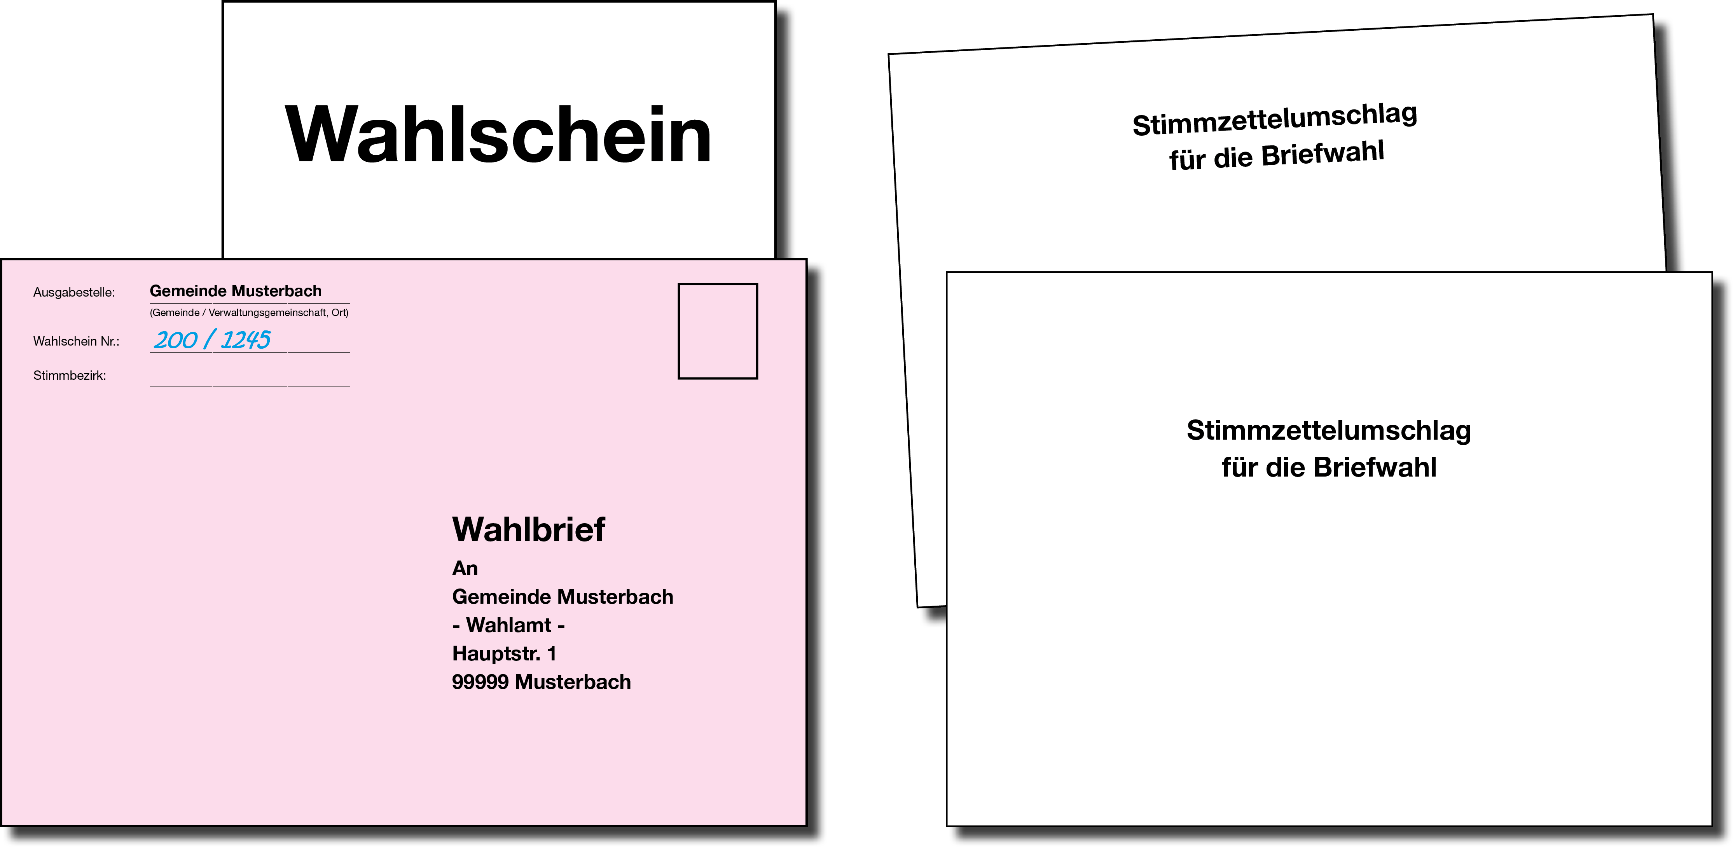 Wahlschein
Ausgabestelle: Gemeinde Musterbach
(Gemeinde / Verwaltungsgemeinschaft, Ort)
Wahlschein Nr.: 200 / 1245
Stimmbezirk:
Wahlbrief
An
Gemeinde Musterbach
- Wahlamt -
Hauptstr. 1
99999 Musterbach
Stimmzettelumschlag
für die Briefwahl
Stimmzettelumschlag
für die Briefwahl